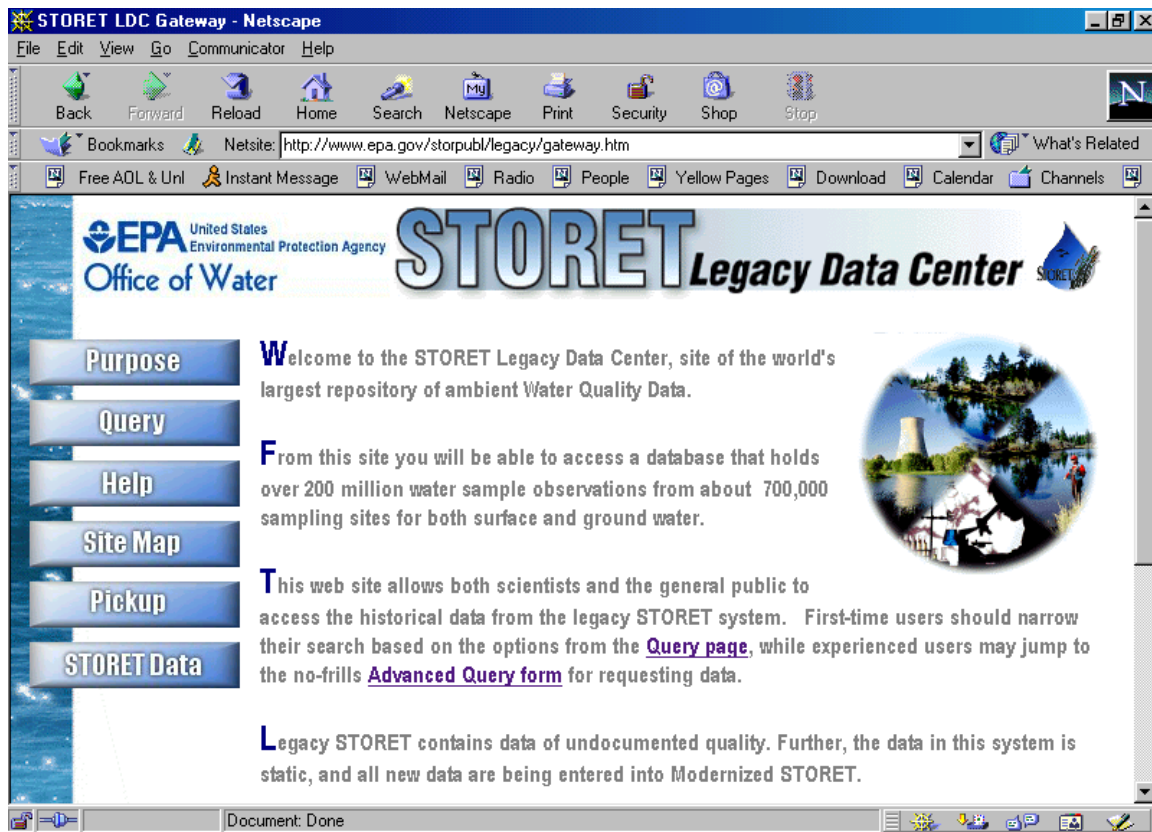 STORET LDC Gateway - Netscape
File Edit View Go Communicator Help
Back Forward Reload Home Search Netscape Print Security Shop Stop
My
N
Bookmarks Netsite: http://www.epa.gov/storpubl/legacy/gateway.htm What's Related
Free AOL & Unl Instant Message WebMail Radio People Yellow Pages Download Calendar Channels
EPA United States
Environmental Protection Agency
Office of Water
STORET Legacy Data Center
STORET
Purpose
Query
Help
Site Map
Pickup
STORET Data
Welcome to the STORET Legacy Data Center, site of the world's
largest repository of ambient Water Quality Data.
From this site you will be able to access a database that holds
over 200 million water sample observations from about 700,000
sampling sites for both surface and ground water.
This web site allows both scientists and the general public to
access the historical data from the legacy STORET system. First-time users should narrow
their search based on the options from the Query page, while experienced users may jump to
the no-frills Advanced Query form for requesting data.
Legacy STORET contains data of undocumented quality. Further, the data in this system is
static, and all new data are being entered into Modernized STORET.
Document: Done